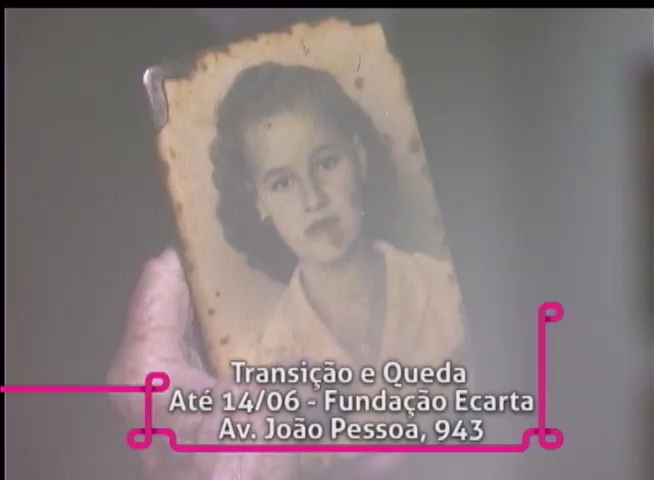 Transição e Queda
Até 14/06 - Fundação Ecarta
Av. João Pessoa, 943